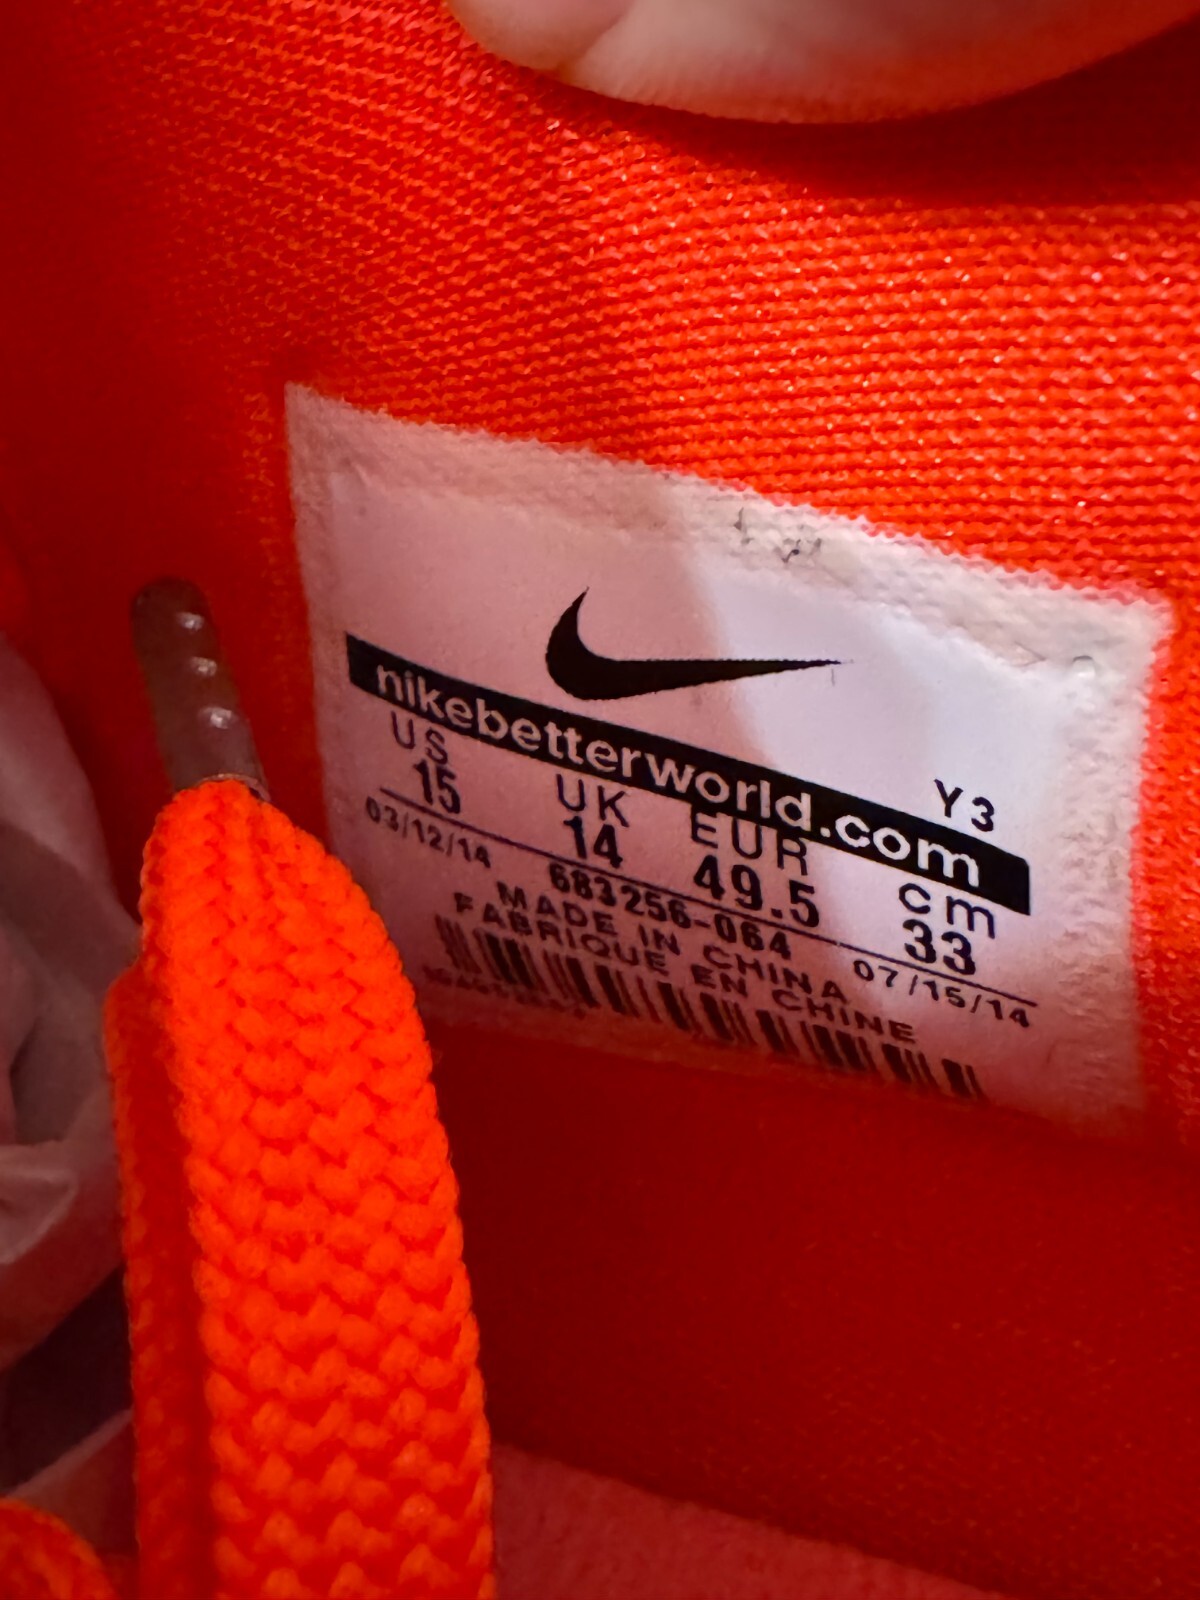 nikebetterworld.com
Y3
US UK EUR cm
15 14 49.5 33
03/12/14 683256-064 07/15/14
MADE IN CHINA
FABRIQUE EN CHINE